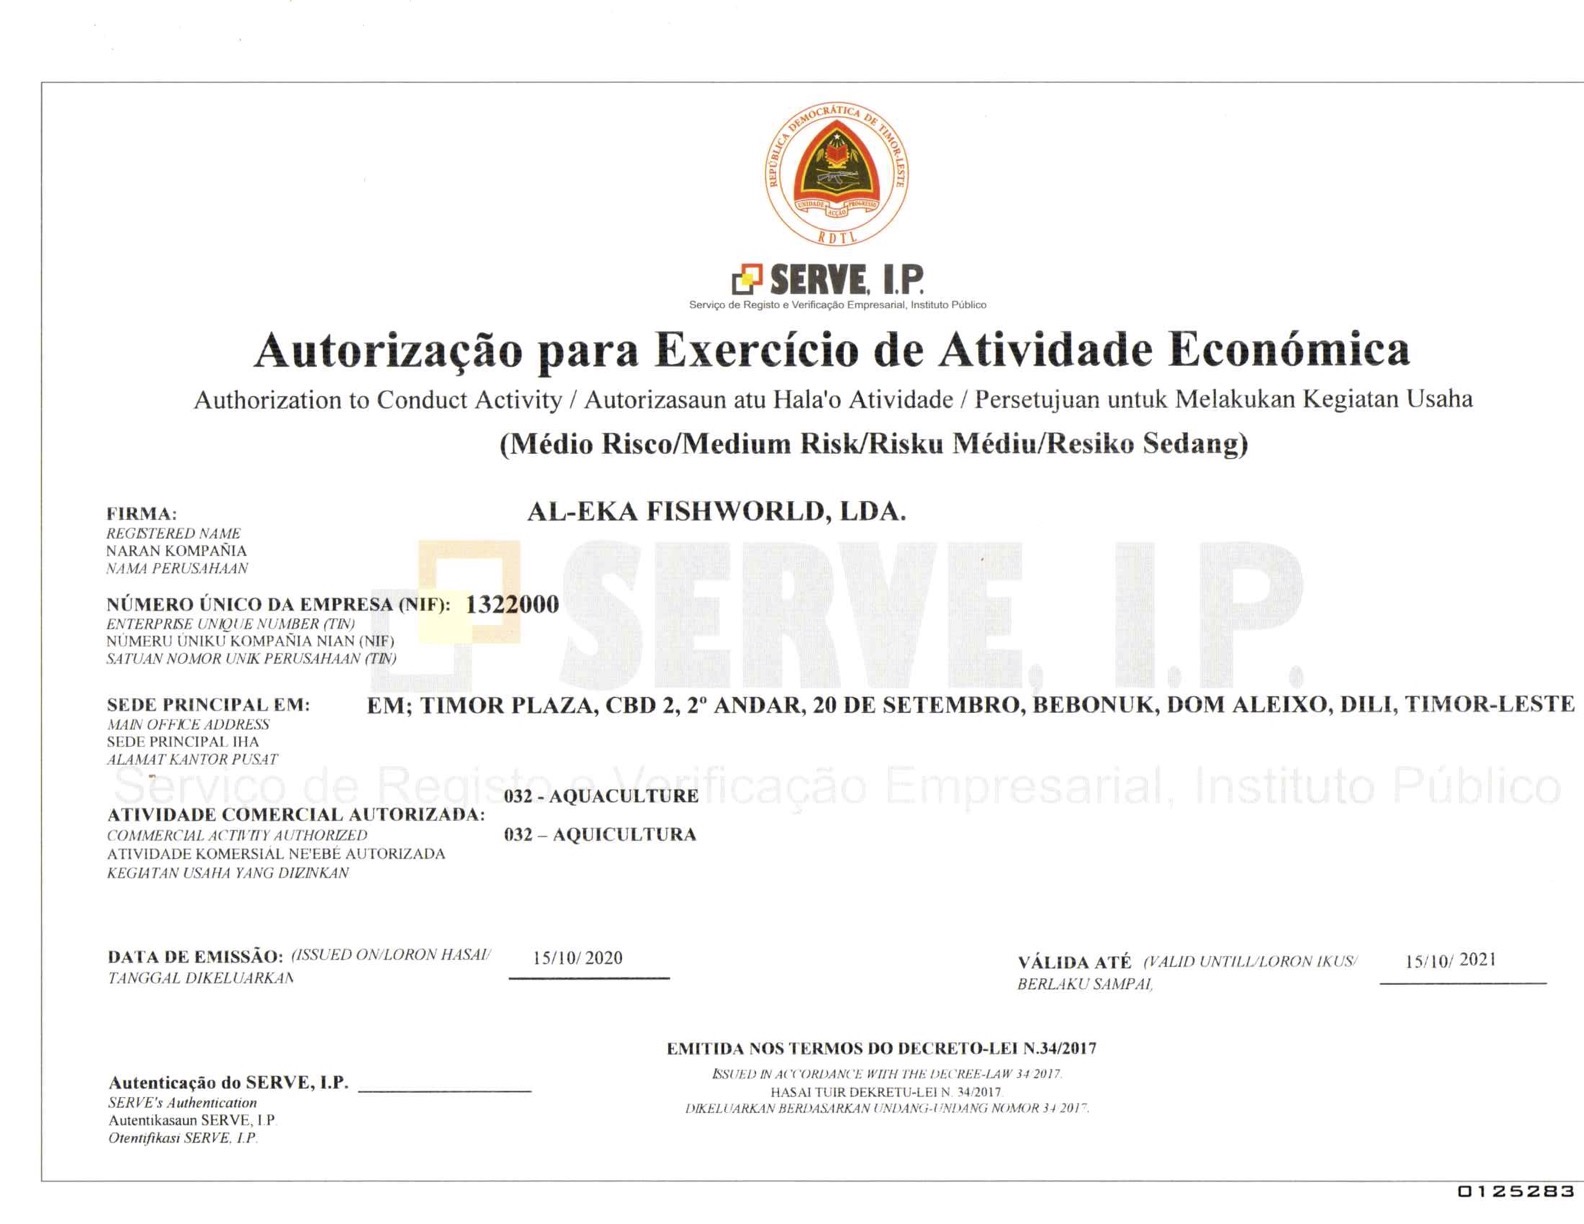 REPÚBLICA DEMOCRÁTICA DE TIMOR-LESTE
UNIDADE ACÇÃO PROGRESSO
RDTL
SERVE, I.P.
Serviço de Registo e Verificação Empresarial, Instituto Público
Autorização para Exercício de Atividade Económica
Authorization to Conduct Activity / Autorizasaun atu Hala'o Atividade / Persetujuan untuk Melakukan Kegiatan Usaha
(Médio Risco/Medium Risk/Risku Médiu/Resiko Sedang)
FIRMA: AL-EKA FISHWORLD, LDA.
REGISTERED NAME
NARAN KOMPAÑIA
NAMA PERUSAHAAN
SERVE, I.P.
NÚMERO ÚNICO DA EMPRESA (NIF): 1322000
ENTERPRISE UNIQUE NUMBER (TIN)
NÚMERU ÚNIKU KOMPAÑIA NIAN (NIF)
SATUAN NOMOR UNIK PERUSAHAAN (TIN)
SEDE PRINCIPAL EM: EM; TIMOR PLAZA, CBD 2, 2º ANDAR, 20 DE SETEMBRO, BEBONUK, DOM ALEIXO, DILI, TIMOR-LESTE
MAIN OFFICE ADDRESS
SEDE PRINCIPAL IHA
ALAMAT KANTOR PUSAT
Serviço de Registo e Verificação Empresarial, Instituto Público
032 - AQUACULTURE
ATIVIDADE COMERCIAL AUTORIZADA:
COMMERCIAL ACTIVITY AUTHORIZED
032 – AQUICULTURA
ATIVIDADE KOMERSIÁL NE'EBÉ AUTORIZADA
KEGIATAN USAHA YANG DIIZINKAN
DATA DE EMISSÃO: (ISSUED ON/LORON HASAI/ 15/10/ 2020
TANGGAL DIKELUARKAN
VÁLIDA ATÉ (VALID UNTILL/LORON IKUS/ 15/10/ 2021
BERLAKU SAMPAI,
EMITIDA NOS TERMOS DO DECRETO-LEI N.34/2017
ISSUED IN ACCORDANCE WITH THE DECREE-LAW 34 2017.
HASAI TUIR DEKRETU-LEI N. 34/2017.
DIKELUARKAN BERDASARKAN UNDANG-UNDANG NOMOR 34 2017.
Autenticação do SERVE, I.P.
SERVE's Authentication
Autentikasaun SERVE, I.P.
Otentifikasi SERVE, I.P.
0125283